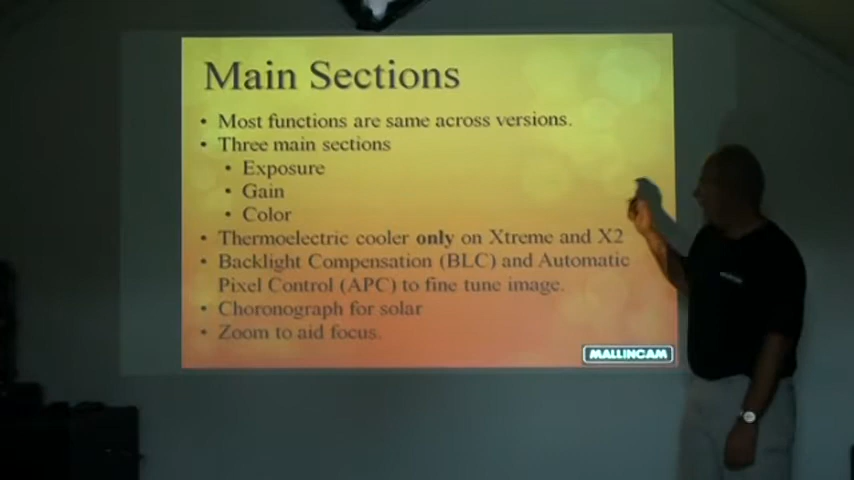 Main Sections
• Most functions are same across versions.
• Three main sections
• Exposure
• Gain
• Color
• Thermoelectric cooler only on Xtreme and X2
• Backlight Compensation (BLC) and Automatic
Pixel Control (APC) to fine tune image.
• Choronograph for solar
• Zoom to aid focus.
MALLINCAM